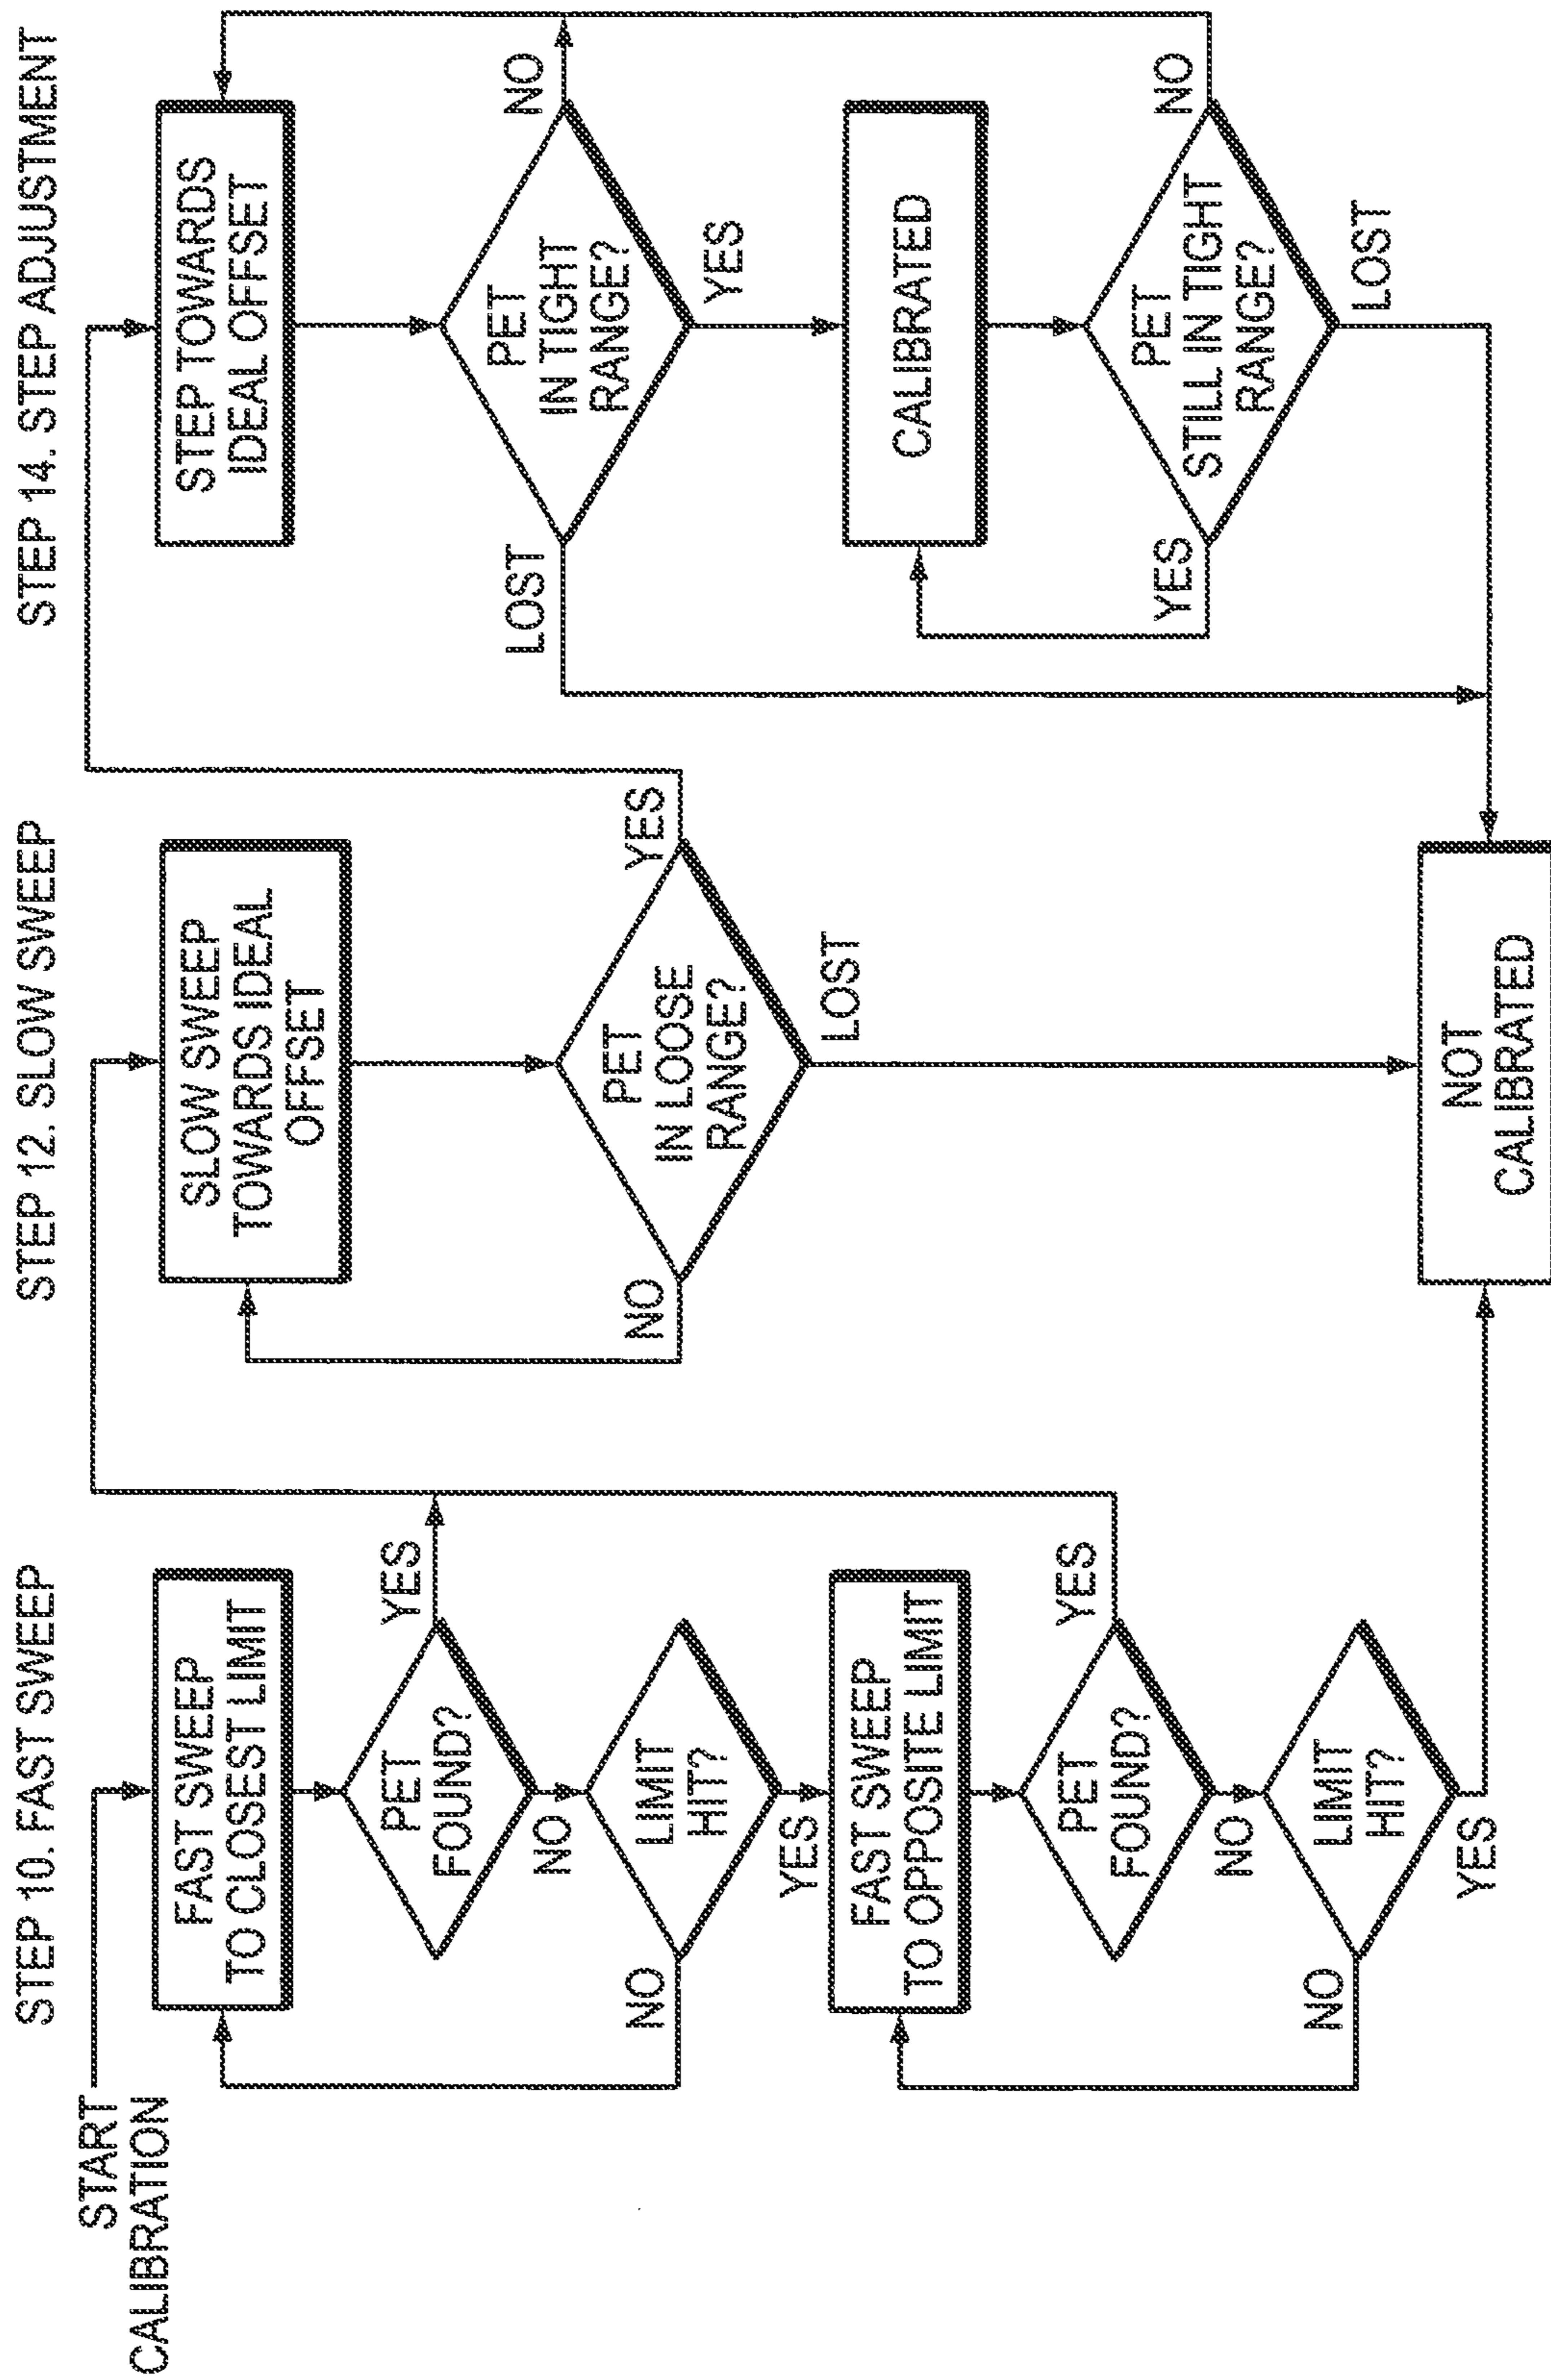 START
CALIBRATION
STEP 10. FAST SWEEP
FAST SWEEP
TO CLOSEST LIMIT
PET
FOUND?
YES
NO
LIMIT
HIT?
NO
YES
FAST SWEEP
TO OPPOSITE LIMIT
PET
FOUND?
YES
NO
LIMIT
HIT?
NO
YES
STEP 12. SLOW SWEEP
SLOW SWEEP
TOWARDS IDEAL
OFFSET
PET
IN LOOSE
RANGE?
NO
YES
LOST
NOT
CALIBRATED
STEP 14. STEP ADJUSTMENT
STEP TOWARDS
IDEAL OFFSET
PET
IN TIGHT
RANGE?
LOST
NO
YES
CALIBRATED
PET
STILL IN TIGHT
RANGE?
YES
NO
LOST